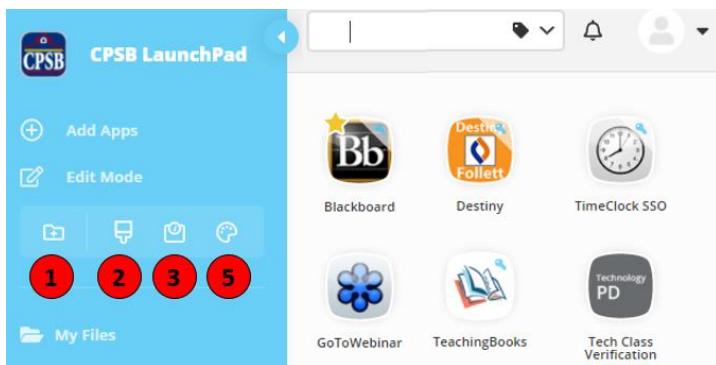 CPSB
CPSB LaunchPad
Add Apps
Edit Mode
1 2 3 5
My Files
Bb
Destiny
Follett
Blackboard
Destiny
TimeClock SSO
Technology
PD
GoToWebinar
TeachingBooks
Tech Class
Verification